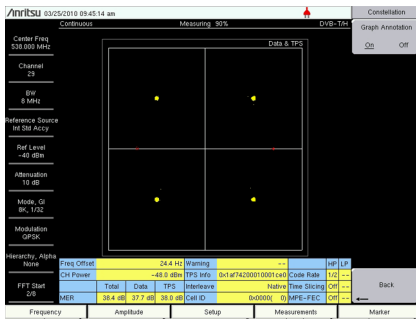 Anritsu 03/25/2010 09:45:14 am
Constellation
Continuous Measuring 90% DVB-T/H
Graph Annotation
On Off
Center Freq
538.000 MHz
Data & TPS
Channel
29
BW
8 MHz
Reference Source
Int Std Accy
Ref Level
-40 dBm
Attenuation
10 dB
Mode, GI
8K, 1/32
Modulation
QPSK
Hierarchy, Alpha
None
FFT Start
2/8
Freq Offset 24.4 Hz Warning -- HP LP
CH Power -48.0 dBm TPS Info 0x1af74200010001ce0 Code Rate 1/2 --
Total Data TPS Interleave Native Time Slicing Off --
MER 38.4 dB 37.7 dB 38.0 dB Cell ID 0x0000( 0) MPE-FEC Off --
Back
Frequency Amplitude Setup Measurements Marker